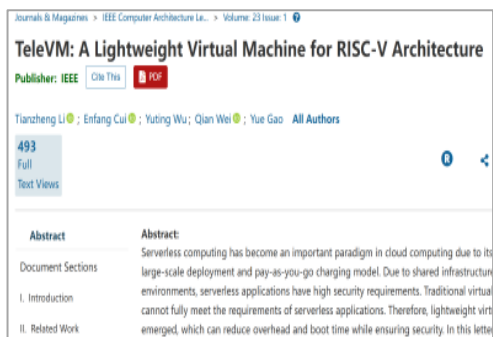 Journals & Magazines > IEEE Computer Architecture Le... > Volume: 23 Issue: 1
TeleVM: A Lightweight Virtual Machine for RISC-V Architecture
Publisher: IEEE Cite This PDF
Tianzheng Li ; Enfang Cui ; Yuting Wu ; Qian Wei ; Yue Gao All Authors
493
Full
Text Views
R
Abstract
Document Sections
I. Introduction
II. Related Work
Abstract:
Serverless computing has become an important paradigm in cloud computing due to its
large-scale deployment and pay-as-you-go charging model. Due to shared infrastructure
environments, serverless applications have high security requirements. Traditional virtual
cannot fully meet the requirements of serverless applications. Therefore, lightweight virt
emerged, which can reduce overhead and boot time while ensuring security. In this lette